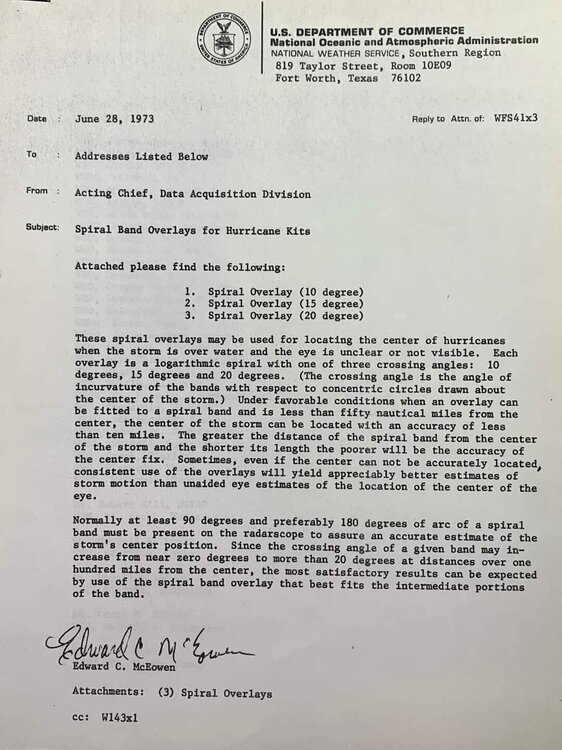 U.S. DEPARTMENT OF COMMERCE
National Oceanic and Atmospheric Administration
NATIONAL WEATHER SERVICE, Southern Region
819 Taylor Street, Room 10E09
Fort Worth, Texas 76102
Date : June 28, 1973
Reply to Attn. of: WFS41x3
To : Addresses Listed Below
From : Acting Chief, Data Acquisition Division
Subject: Spiral Band Overlays for Hurricane Kits
Attached please find the following:
1. Spiral Overlay (10 degree)
2. Spiral Overlay (15 degree)
3. Spiral Overlay (20 degree)
These spiral overlays may be used for locating the center of hurricanes
when the storm is over water and the eye is unclear or not visible. Each
overlay is a logarithmic spiral with one of three crossing angles: 10
degrees, 15 degrees and 20 degrees. (The crossing angle is the angle of
incurvature of the bands with respect to concentric circles drawn about
the center of the storm.) Under favorable conditions when an overlay can
be fitted to a spiral band and is less than fifty nautical miles from the
center, the center of the storm can be located with an accuracy of less
than ten miles. The greater the distance of the spiral band from the center
of the storm and the shorter its length the poorer will be the accuracy of
the center fix. Sometimes, even if the center can not be accurately located,
consistent use of the overlays will yield appreciably better estimates of
storm motion than unaided eye estimates of the location of the center of the
eye.
Normally at least 90 degrees and preferably 180 degrees of arc of a spiral
band must be present on the radarscope to assure an accurate estimate of the
storm's center position. Since the crossing angle of a given band may in-
crease from near zero degrees to more than 20 degrees at distances over one
hundred miles from the center, the most satisfactory results can be expected
by use of the spiral band overlay that best fits the intermediate portions
of the band.
Edward C McEowen
Edward C. McEowen
Attachments: (3) Spiral Overlays
cc: W143x1